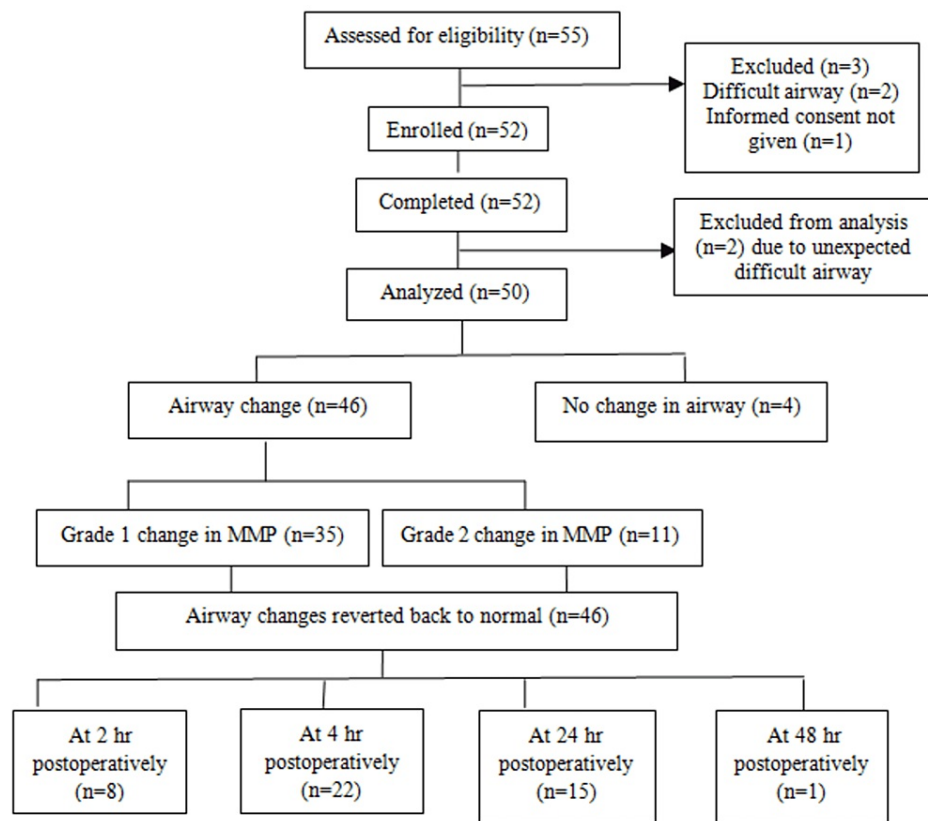 Assessed for eligibility (n=55)
Excluded (n=3)
Difficult airway (n=2)
Informed consent not
given (n=1)
Enrolled (n=52)
Completed (n=52)
Excluded from analysis
(n=2) due to unexpected
difficult airway
Analyzed (n=50)
Airway change (n=46)
No change in airway (n=4)
Grade 1 change in MMP (n=35)
Grade 2 change in MMP (n=11)
Airway changes reverted back to normal (n=46)
At 2 hr
postoperatively
(n=8)
At 4 hr
postoperatively
(n=22)
At 24 hr
postoperatively
(n=15)
At 48 hr
postoperatively
(n=1)